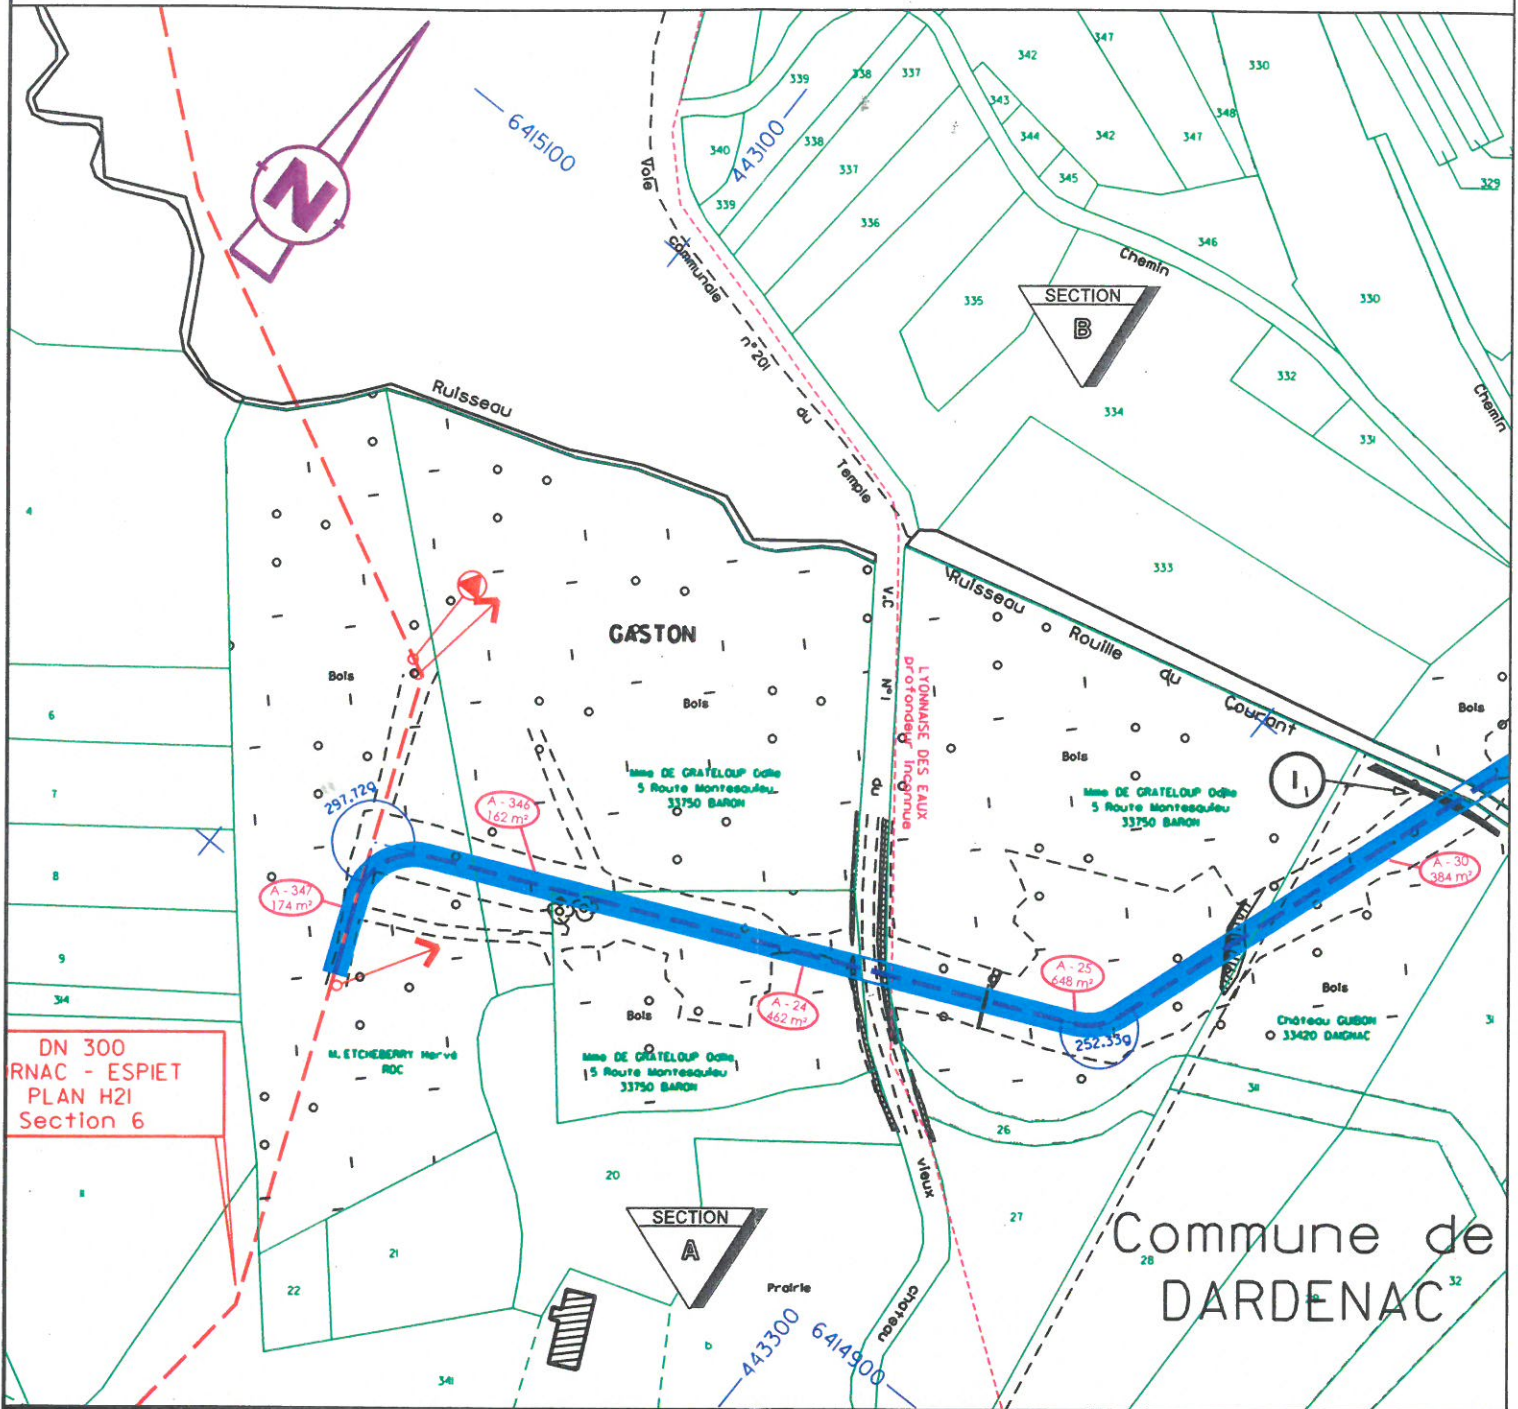 N
6415100
443100
Voie
communale
n°201
du
Temple
339
338
337
340
338
337
339
336
335
342
347
330
343
344
342
347
348
345
346
329
330
Chemin
Chemin
SECTION
B
332
331
334
333
Ruisseau
Ruisseau
Rouille
du
Courant
4
6
7
8
9
314
Bois
GASTON
Bois
Bois
Bois
V.C
N°1
du
vieux
chateau
LYONNAISE DES EAUX
profondeur inconnue
Mme DE GRATELOUP Odile
5 Route Montesquieu
33750 BARON
Mme DE GRATELOUP Odile
5 Route Montesquieu
33750 BARON
1
297.72g
A - 346
162 m²
A - 347
174 m²
A - 30
384 m²
A - 25
648 m²
A - 24
462 m²
252.33g
Bois
Mme DE GRATELOUP Odile
5 Route Montesquieu
33750 BARON
M. ETCHEBERRY Hervé
ROC
Bois
Château GUIBON
33420 DAIGNAC
31
DN 300
RNAC - ESPIET
PLAN H21
Section 6
311
26
20
27
28
32
21
22
341
SECTION
A
Prairie
443300
6414900
Commune de
DARDENAC